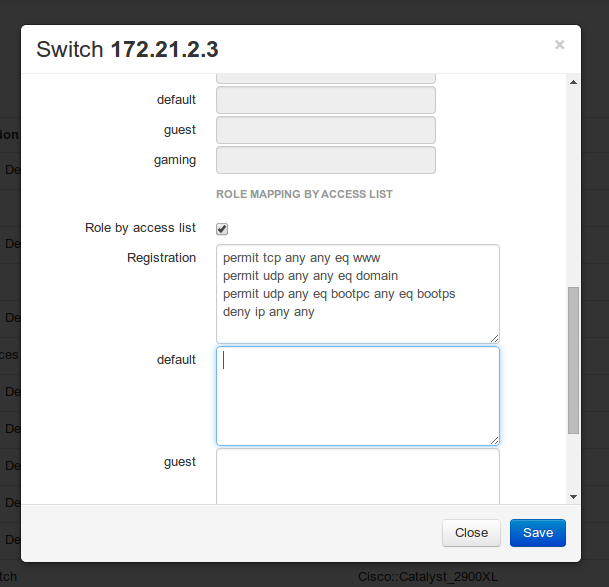 Switch 172.21.2.3
×
default
guest
gaming
ROLE MAPPING BY ACCESS LIST
Role by access list
Registration
permit tcp any any eq www
permit udp any any eq domain
permit udp any eq bootpc any eq bootps
deny ip any any
default
guest
Close
Save
ion
De
De
De
ces
De
De
De
De
De
tch
Cisco::Catalyst_2900XL